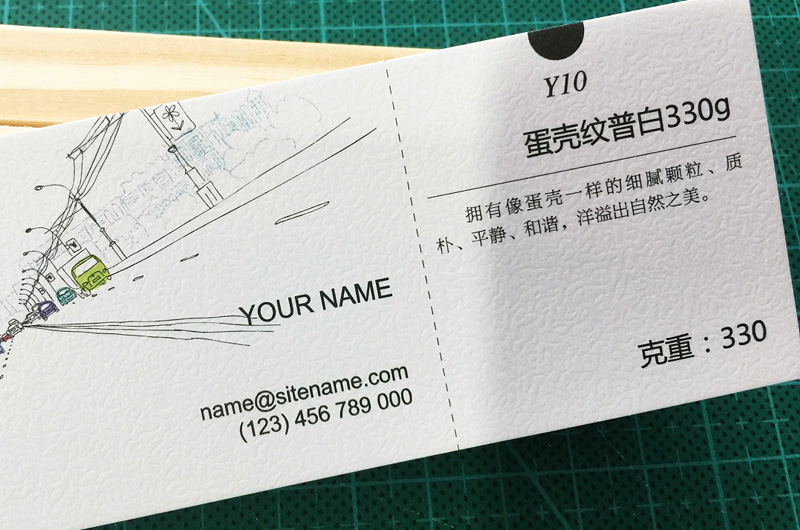 YOUR NAME
name@sitename.com
(123) 456 789 000
Y10
蛋壳纹普白330g
拥有像蛋壳一样的细腻颗粒、质
朴、平静、和谐，洋溢出自然之美。
克重：330